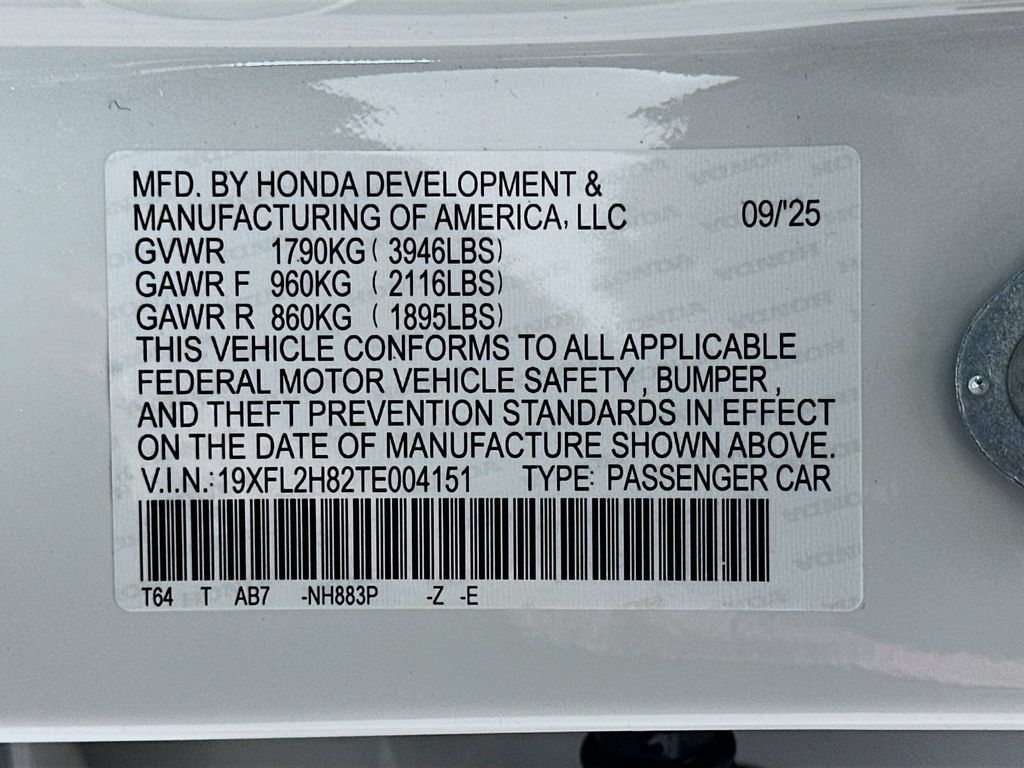 MFD. BY HONDA DEVELOPMENT &
MANUFACTURING OF AMERICA, LLC 09/'25
GVWR 1790KG ( 3946LBS)
GAWR F 960KG ( 2116LBS)
GAWR R 860KG ( 1895LBS)
THIS VEHICLE CONFORMS TO ALL APPLICABLE
FEDERAL MOTOR VEHICLE SAFETY , BUMPER ,
AND THEFT PREVENTION STANDARDS IN EFFECT
ON THE DATE OF MANUFACTURE SHOWN ABOVE.
V.I.N.: 19XFL2H82TE004151 TYPE: PASSENGER CAR
T64 T AB7 -NH883P -Z -E